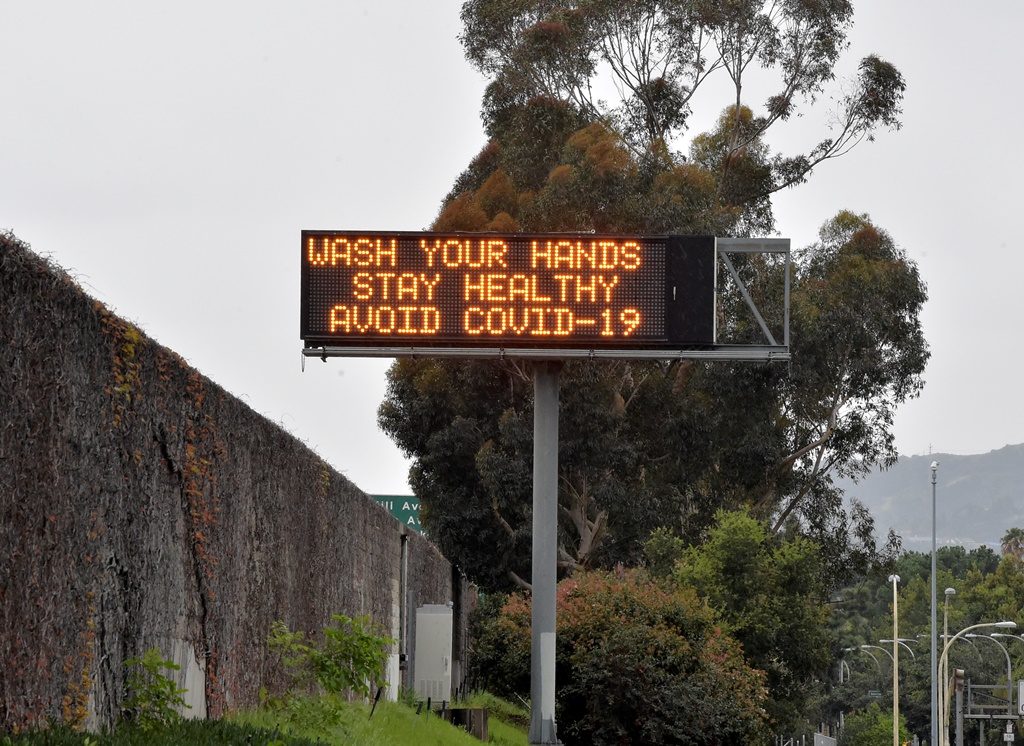 WASH YOUR HANDS
STAY HEALTHY
AVOID COVID-19